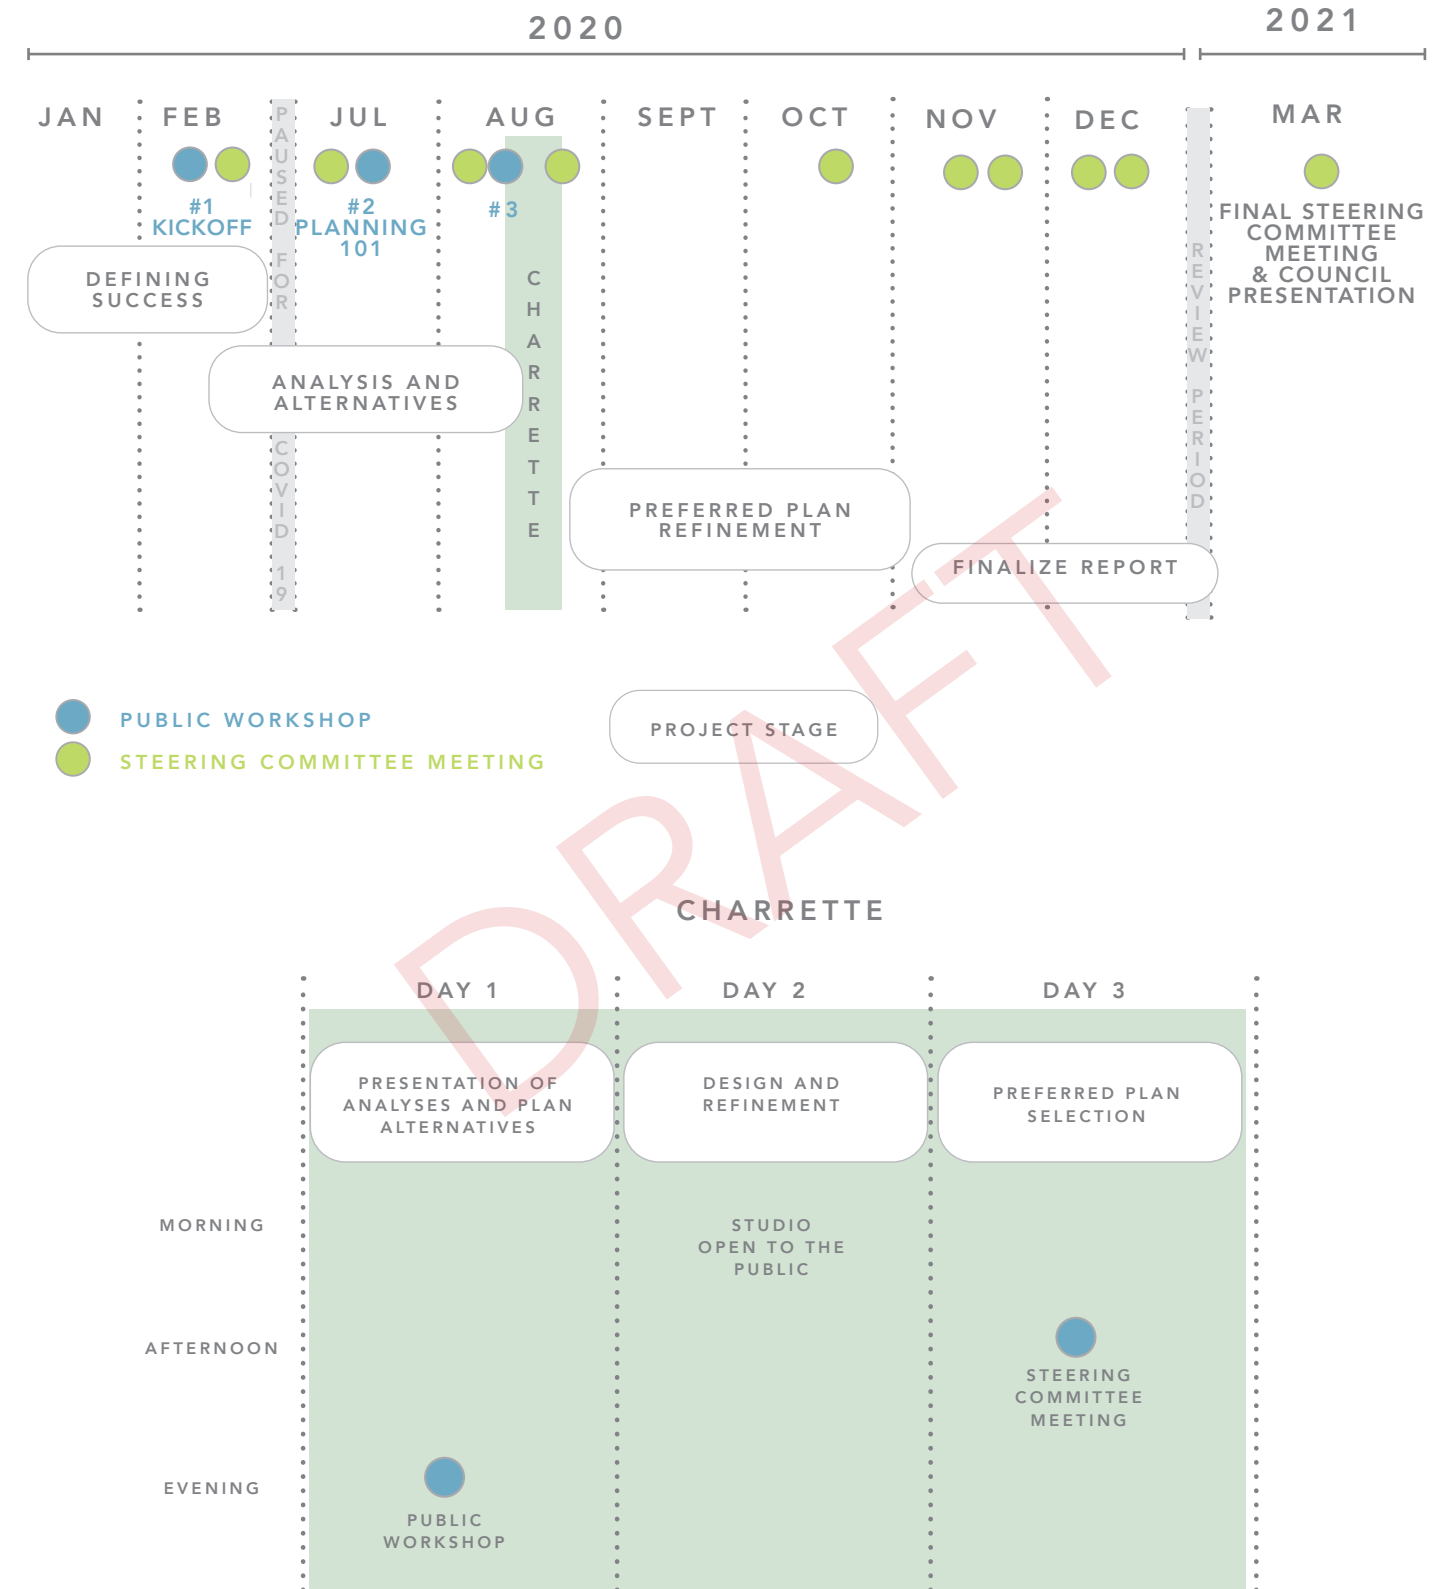 2020
2021
JAN
FEB
JUL
AUG
SEPT
OCT
NOV
DEC
MAR
#1
KICKOFF
#2
PLANNING
101
#3
PAUSED FOR COVID 19
CHARRETTE
REVIEW PERIOD
FINAL STEERING
COMMITTEE
MEETING
& COUNCIL
PRESENTATION
DEFINING
SUCCESS
ANALYSIS AND
ALTERNATIVES
PREFERRED PLAN
REFINEMENT
FINALIZE REPORT
PUBLIC WORKSHOP
STEERING COMMITTEE MEETING
PROJECT STAGE
DRAFT
CHARRETTE
DAY 1
DAY 2
DAY 3
PRESENTATION OF
ANALYSES AND PLAN
ALTERNATIVES
DESIGN AND
REFINEMENT
PREFERRED PLAN
SELECTION
MORNING
STUDIO
OPEN TO THE
PUBLIC
AFTERNOON
STEERING
COMMITTEE
MEETING
EVENING
PUBLIC
WORKSHOP